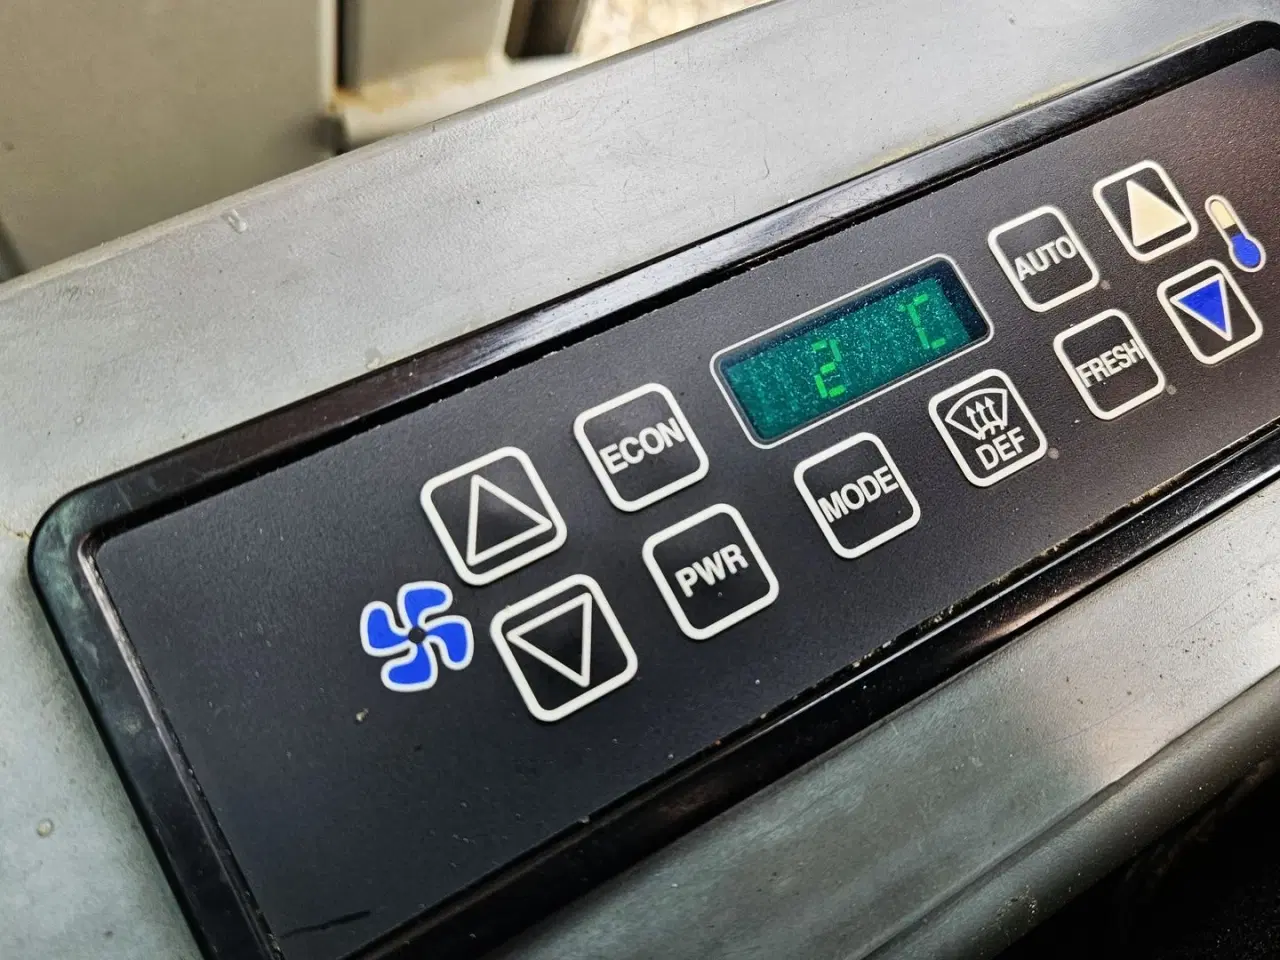 ECON
2 °C
AUTO
PWR
MODE
DEF
FRESH